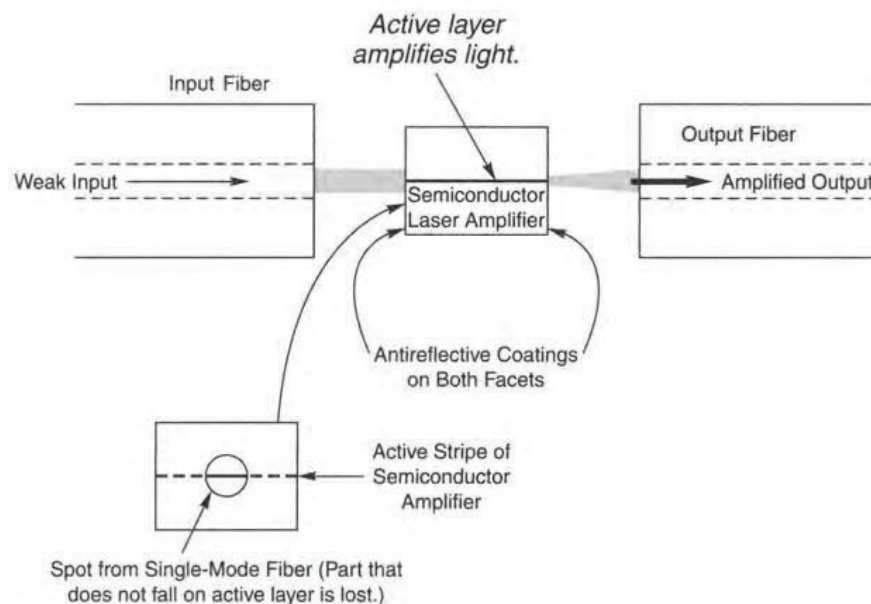 Active layer
amplifies light.
Input Fiber
Output Fiber
Weak Input
Amplified Output
Semiconductor
Laser Amplifier
Antireflective Coatings
on Both Facets
Active Stripe of
Semiconductor
Amplifier
Spot from Single-Mode Fiber (Part that
does not fall on active layer is lost.)